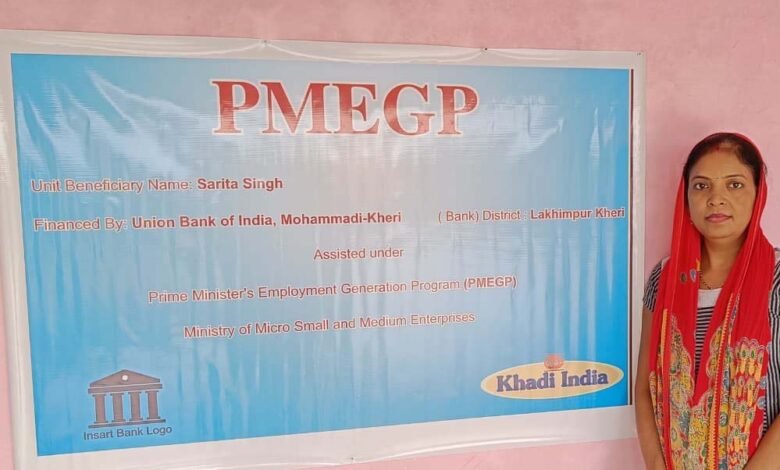 PMEGP
Unit Beneficiary Name: Sarita Singh
Financed By: Union Bank of India, Mohammadi-Kheri ( Bank) District : Lakhimpur Kheri
Assisted under
Prime Minister's Employment Generation Program (PMEGP)
Ministry of Micro Small and Medium Enterprises
Insart Bank Logo
Khadi India